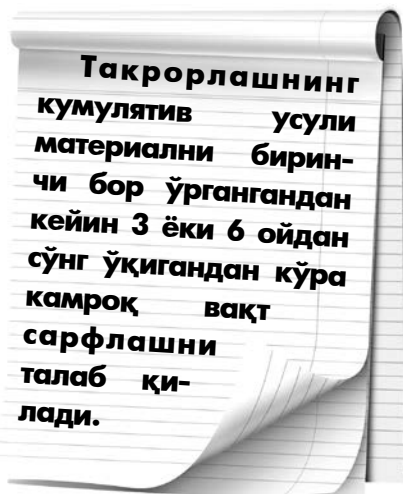 Такрорлашнинг
кумулятив усули
материални бирин-
чи бор ўргангандан
кейин 3 ёки 6 ойдан
сўнг ўқигандан кўра
камроқ вақт
сарфлашни
талаб қи-
лади.